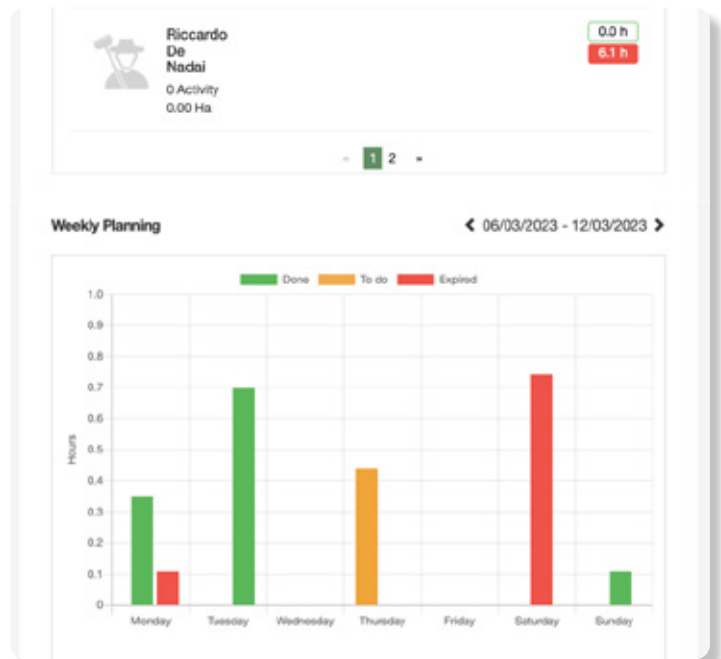 Riccardo
De
Nadai
0 Activity
0.00 Ha
0.0 h
6.1 h
« 1 2 »
Weekly Planning
06/03/2023 - 12/03/2023
Done To do Expired
1.0
0.9
0.8
0.7
0.6
0.5
0.4
0.3
0.2
0.1
0
Hours
Monday Tuesday Wednesday Thursday Friday Saturday Sunday